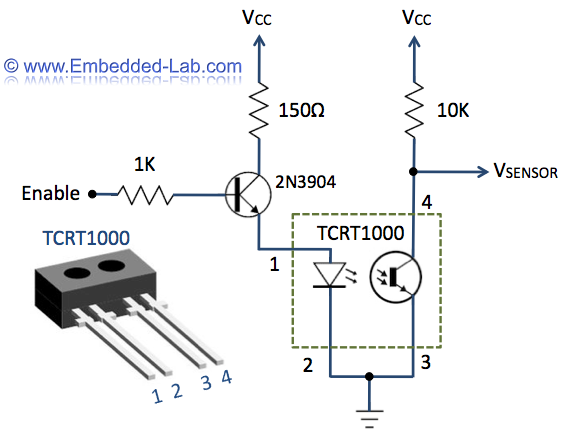 VCC
VCC
© www.Embedded-Lab.com
150Ω
10K
1K
2N3904
Enable
VSENSOR
4
TCRT1000
TCRT1000
1
2
3
1 2 3 4